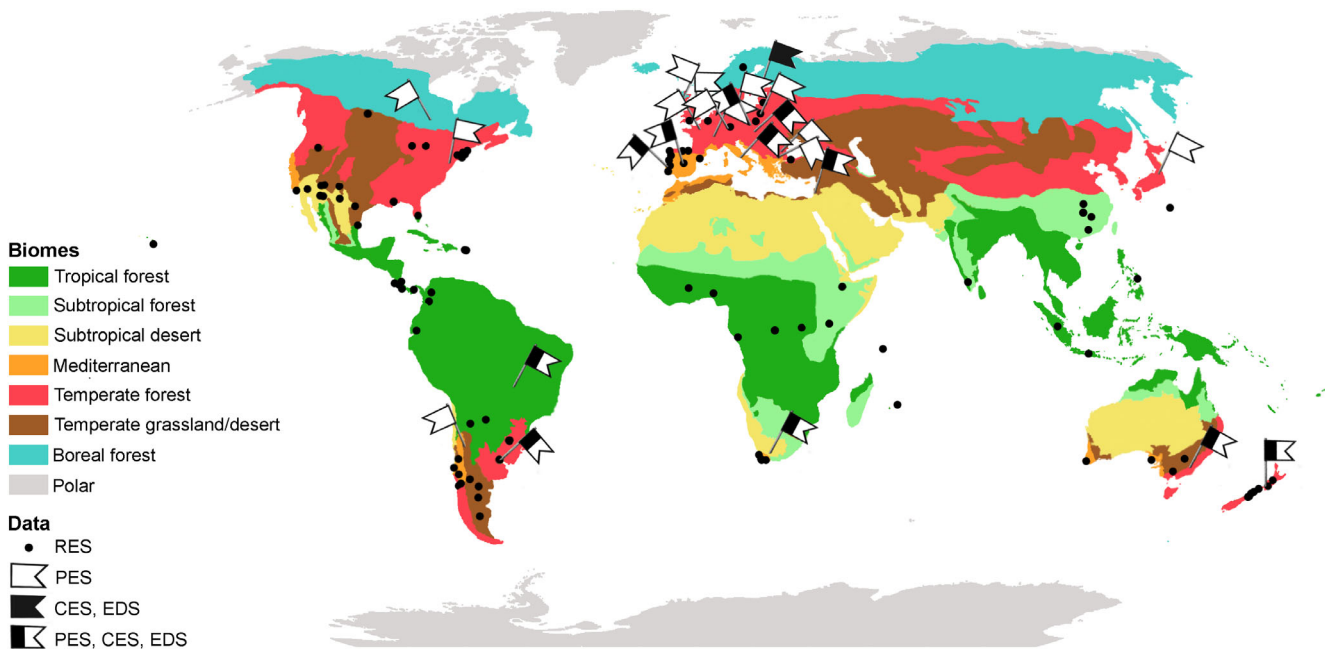 Biomes
Tropical forest
Subtropical forest
Subtropical desert
Mediterranean
Temperate forest
Temperate grassland/desert
Boreal forest
Polar
Data
RES
PES
CES, EDS
PES, CES, EDS